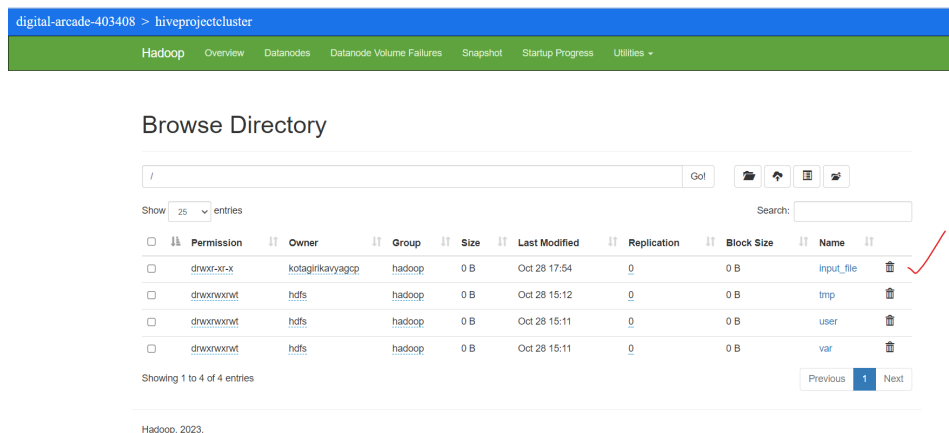 digital-arcade-403408 > hiveprojectcluster
Hadoop Overview Datanodes Datanode Volume Failures Snapshot Startup Progress Utilities
Browse Directory
/ Go!
Show 25 entries Search:
Permission Owner Group Size Last Modified Replication Block Size Name
drwxr-xr-x kotagirikavyagcp hadoop 0 B Oct 28 17:54 0 0 B input_file
drwxrwxrwt hdfs hadoop 0 B Oct 28 15:12 0 0 B tmp
drwxrwxrwt hdfs hadoop 0 B Oct 28 15:11 0 0 B user
drwxrwxrwt hdfs hadoop 0 B Oct 28 15:11 0 0 B var
Showing 1 to 4 of 4 entries Previous 1 Next
Hadoop, 2023.